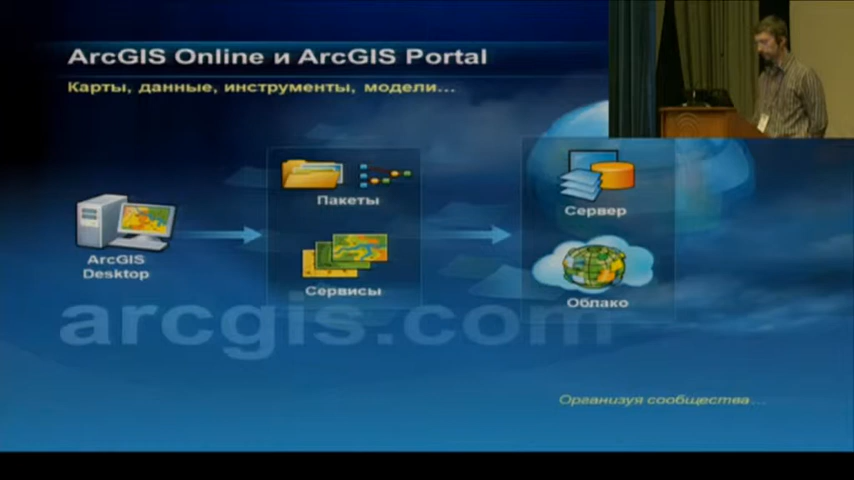 ArcGIS Online и ArcGIS Portal
Карты, данные, инструменты, модели...
ArcGIS
Desktop
Пакеты
Сервисы
Сервер
Облако
arcgis.com
Организуя сообщества...